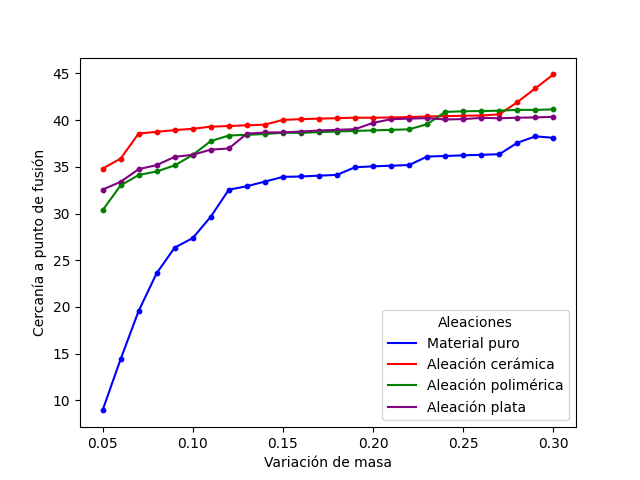 45
40
35
30
25
20
15
10
Cercanía a punto de fusión
0.05 0.10 0.15 0.20 0.25 0.30
Variación de masa
Aleaciones
Material puro
Aleación cerámica
Aleación polimérica
Aleación plata